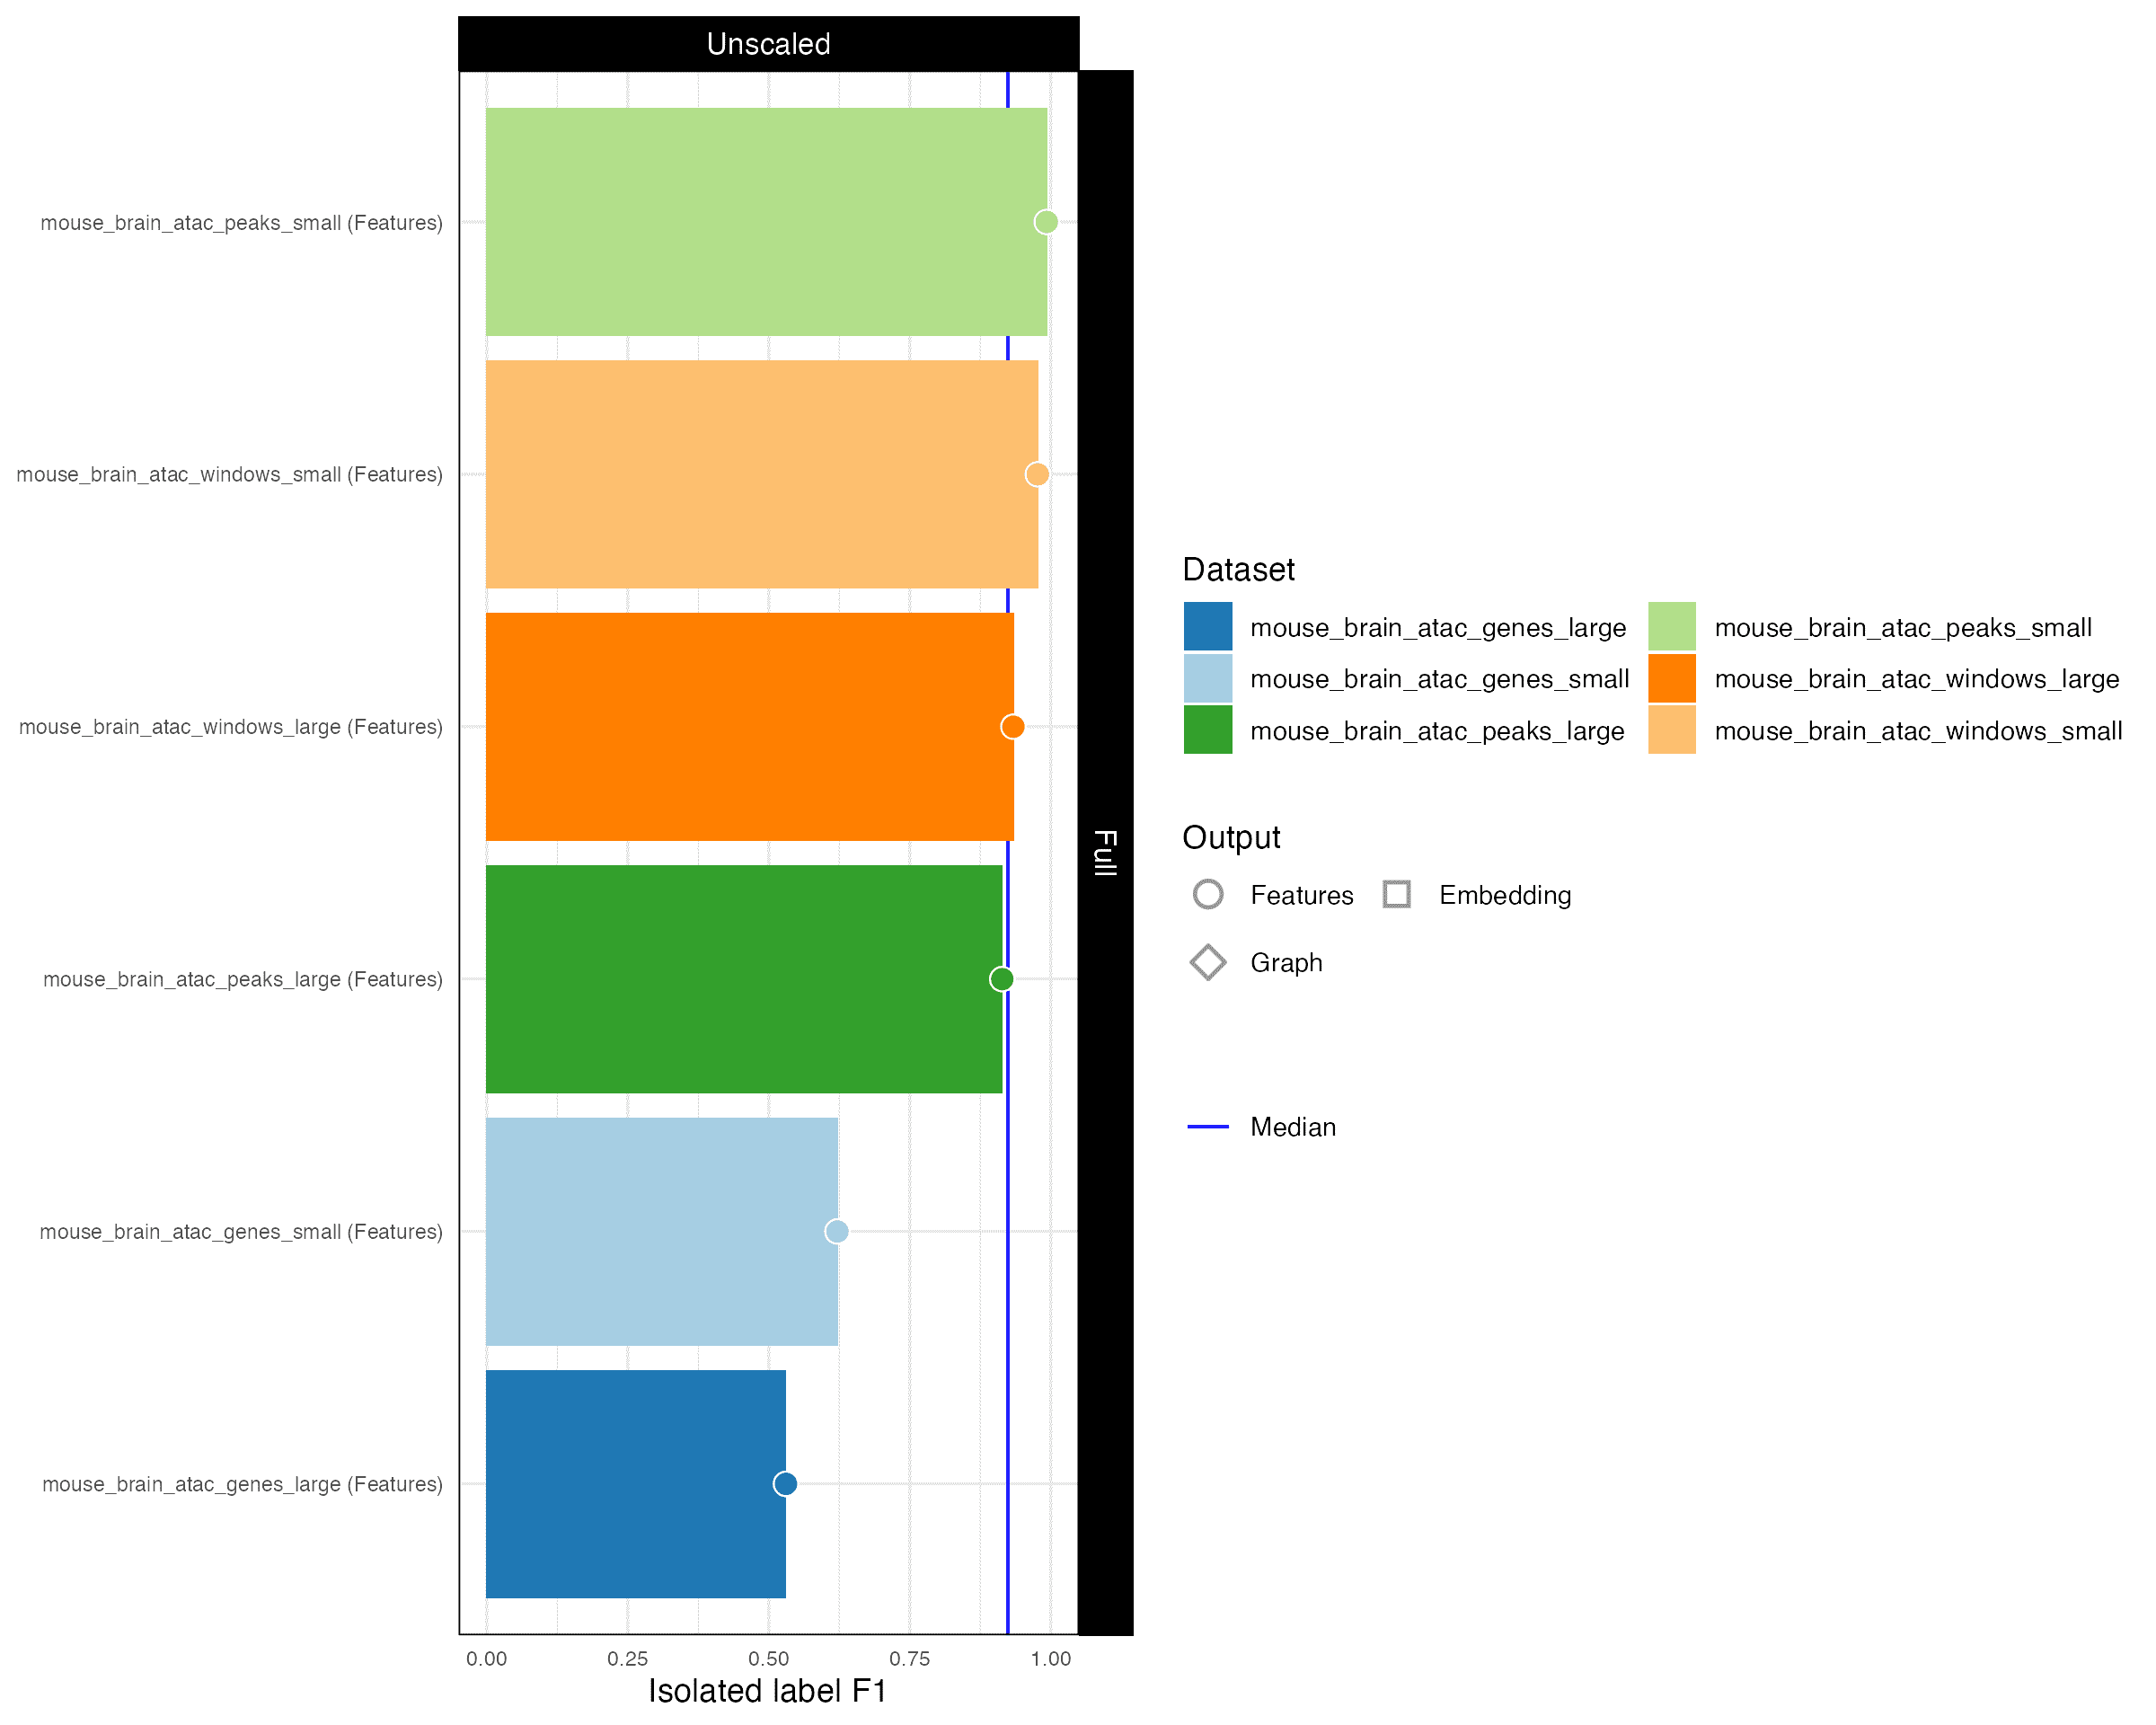 Unscaled
mouse_brain_atac_peaks_small (Features)
mouse_brain_atac_windows_small (Features)
mouse_brain_atac_windows_large (Features)
mouse_brain_atac_peaks_large (Features)
mouse_brain_atac_genes_small (Features)
mouse_brain_atac_genes_large (Features)
Full
0.00 0.25 0.50 0.75 1.00
Isolated label F1
Dataset
mouse_brain_atac_genes_large mouse_brain_atac_peaks_small
mouse_brain_atac_genes_small mouse_brain_atac_windows_large
mouse_brain_atac_peaks_large mouse_brain_atac_windows_small
Output
Features Embedding
Graph
Median